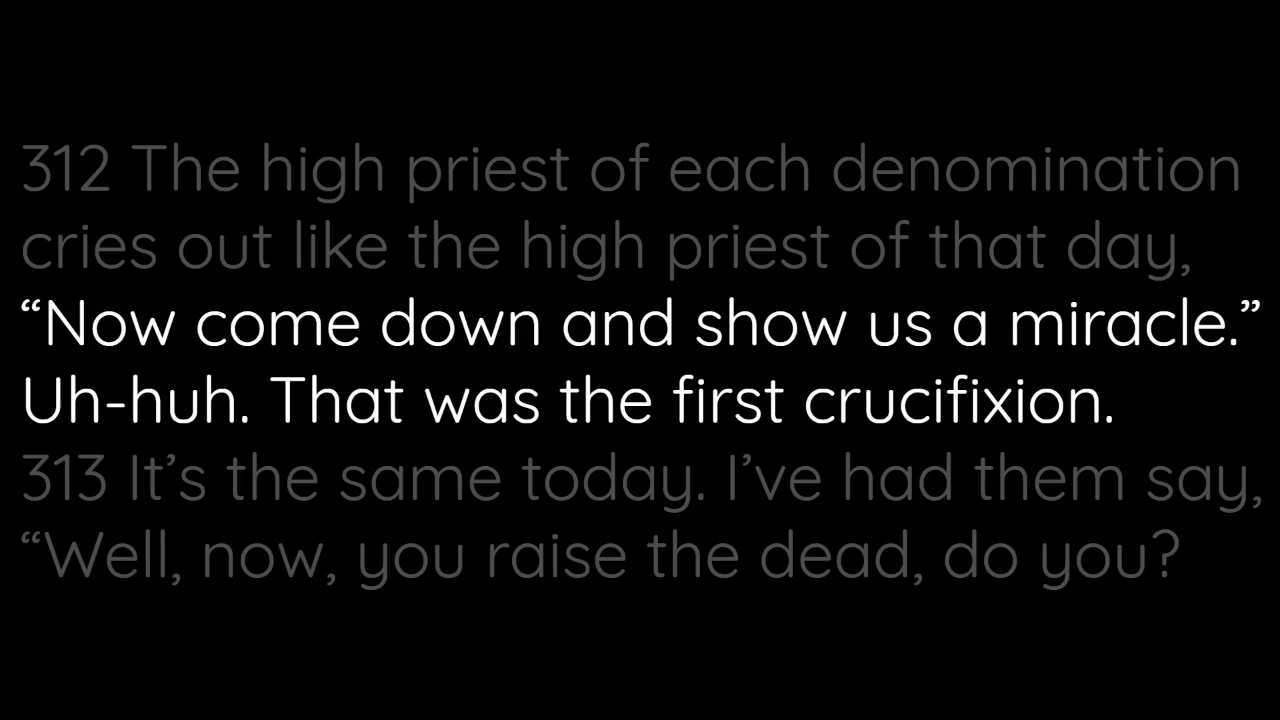 312 The high priest of each denomination
cries out like the high priest of that day,
“Now come down and show us a miracle.”
Uh-huh. That was the first crucifixion.
313 It’s the same today. I’ve had them say,
“Well, now, you raise the dead, do you?